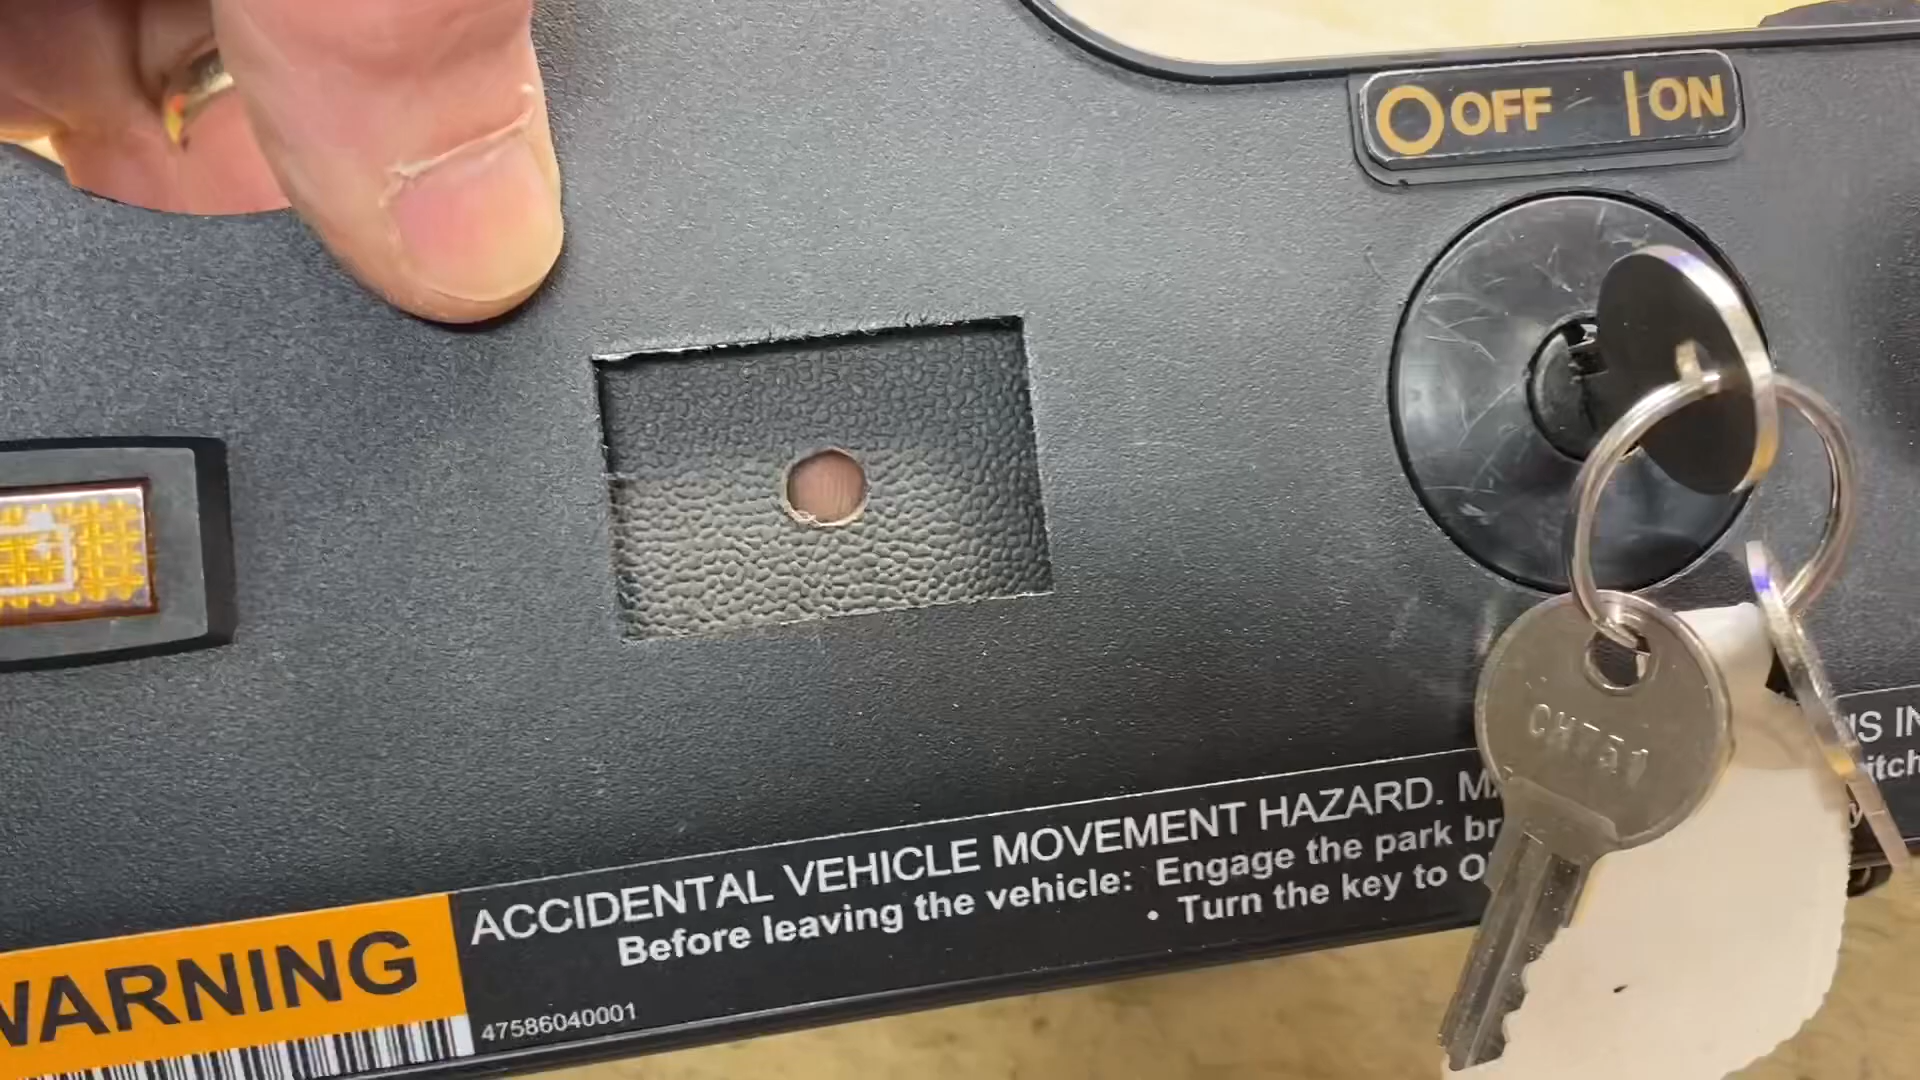 OFF | ON
ACCIDENTAL VEHICLE MOVEMENT HAZARD.
Before leaving the vehicle: Engage the park
• Turn the key to
WARNING
47586040001
IS